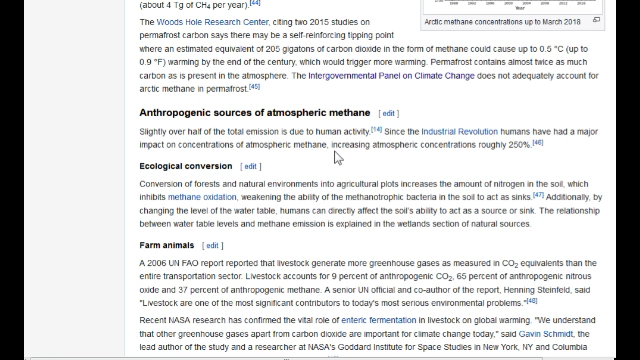 (about 4 Tg of CH4 per year).[44]
Arctic methane concentrations up to March 2018
Year
The Woods Hole Research Center, citing two 2015 studies on
permafrost carbon says there may be a self-reinforcing tipping point
where an estimated equivalent of 205 gigatons of carbon dioxide in the form of methane could cause up to 0.5 °C (up to
0.9 °F) warming by the end of the century, which would trigger more warming. Permafrost contains almost twice as much
carbon as is present in the atmosphere. The Intergovernmental Panel on Climate Change does not adequately account for
arctic methane in permafrost.[45]
Anthropogenic sources of atmospheric methane [ edit ]
Slightly over half of the total emission is due to human activity.[14] Since the Industrial Revolution humans have had a major
impact on concentrations of atmospheric methane, increasing atmospheric concentrations roughly 250%.[46]
Ecological conversion [ edit ]
Conversion of forests and natural environments into agricultural plots increases the amount of nitrogen in the soil, which
inhibits methane oxidation, weakening the ability of the methanotrophic bacteria in the soil to act as sinks.[47] Additionally, by
changing the level of the water table, humans can directly affect the soil's ability to act as a source or sink. The relationship
between water table levels and methane emission is explained in the wetlands section of natural sources.
Farm animals [ edit ]
A 2006 UN FAO report reported that livestock generate more greenhouse gases as measured in CO2 equivalents than the
entire transportation sector. Livestock accounts for 9 percent of anthropogenic CO2, 65 percent of anthropogenic nitrous
oxide and 37 percent of anthropogenic methane. A senior UN official and co-author of the report, Henning Steinfeld, said
"Livestock are one of the most significant contributors to today's most serious environmental problems."[48]
Recent NASA research has confirmed the vital role of enteric fermentation in livestock on global warming. "We understand
that other greenhouse gases apart from carbon dioxide are important for climate change today," said Gavin Schmidt, the
lead author of the study and a researcher at NASA's Goddard Institute for Space Studies in New York, NY and Columbia